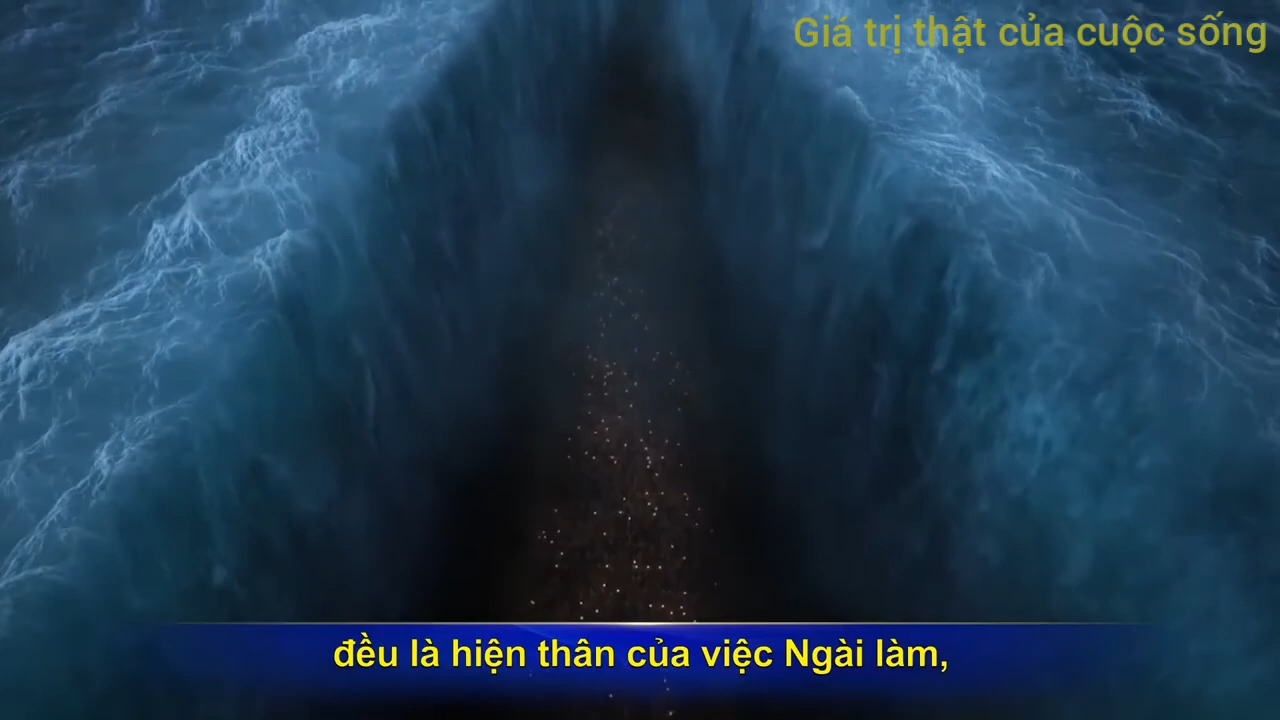 Giá trị thật của cuộc sống
đều là hiện thân của việc Ngài làm,